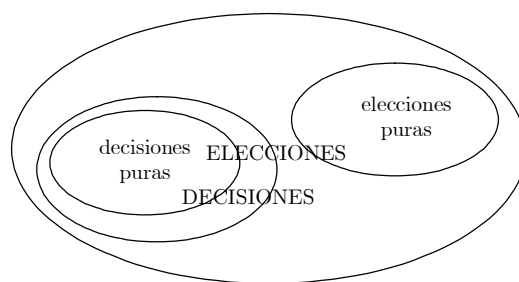 elecciones
puras
decisiones
puras
ELECCIONES
DECISIONES